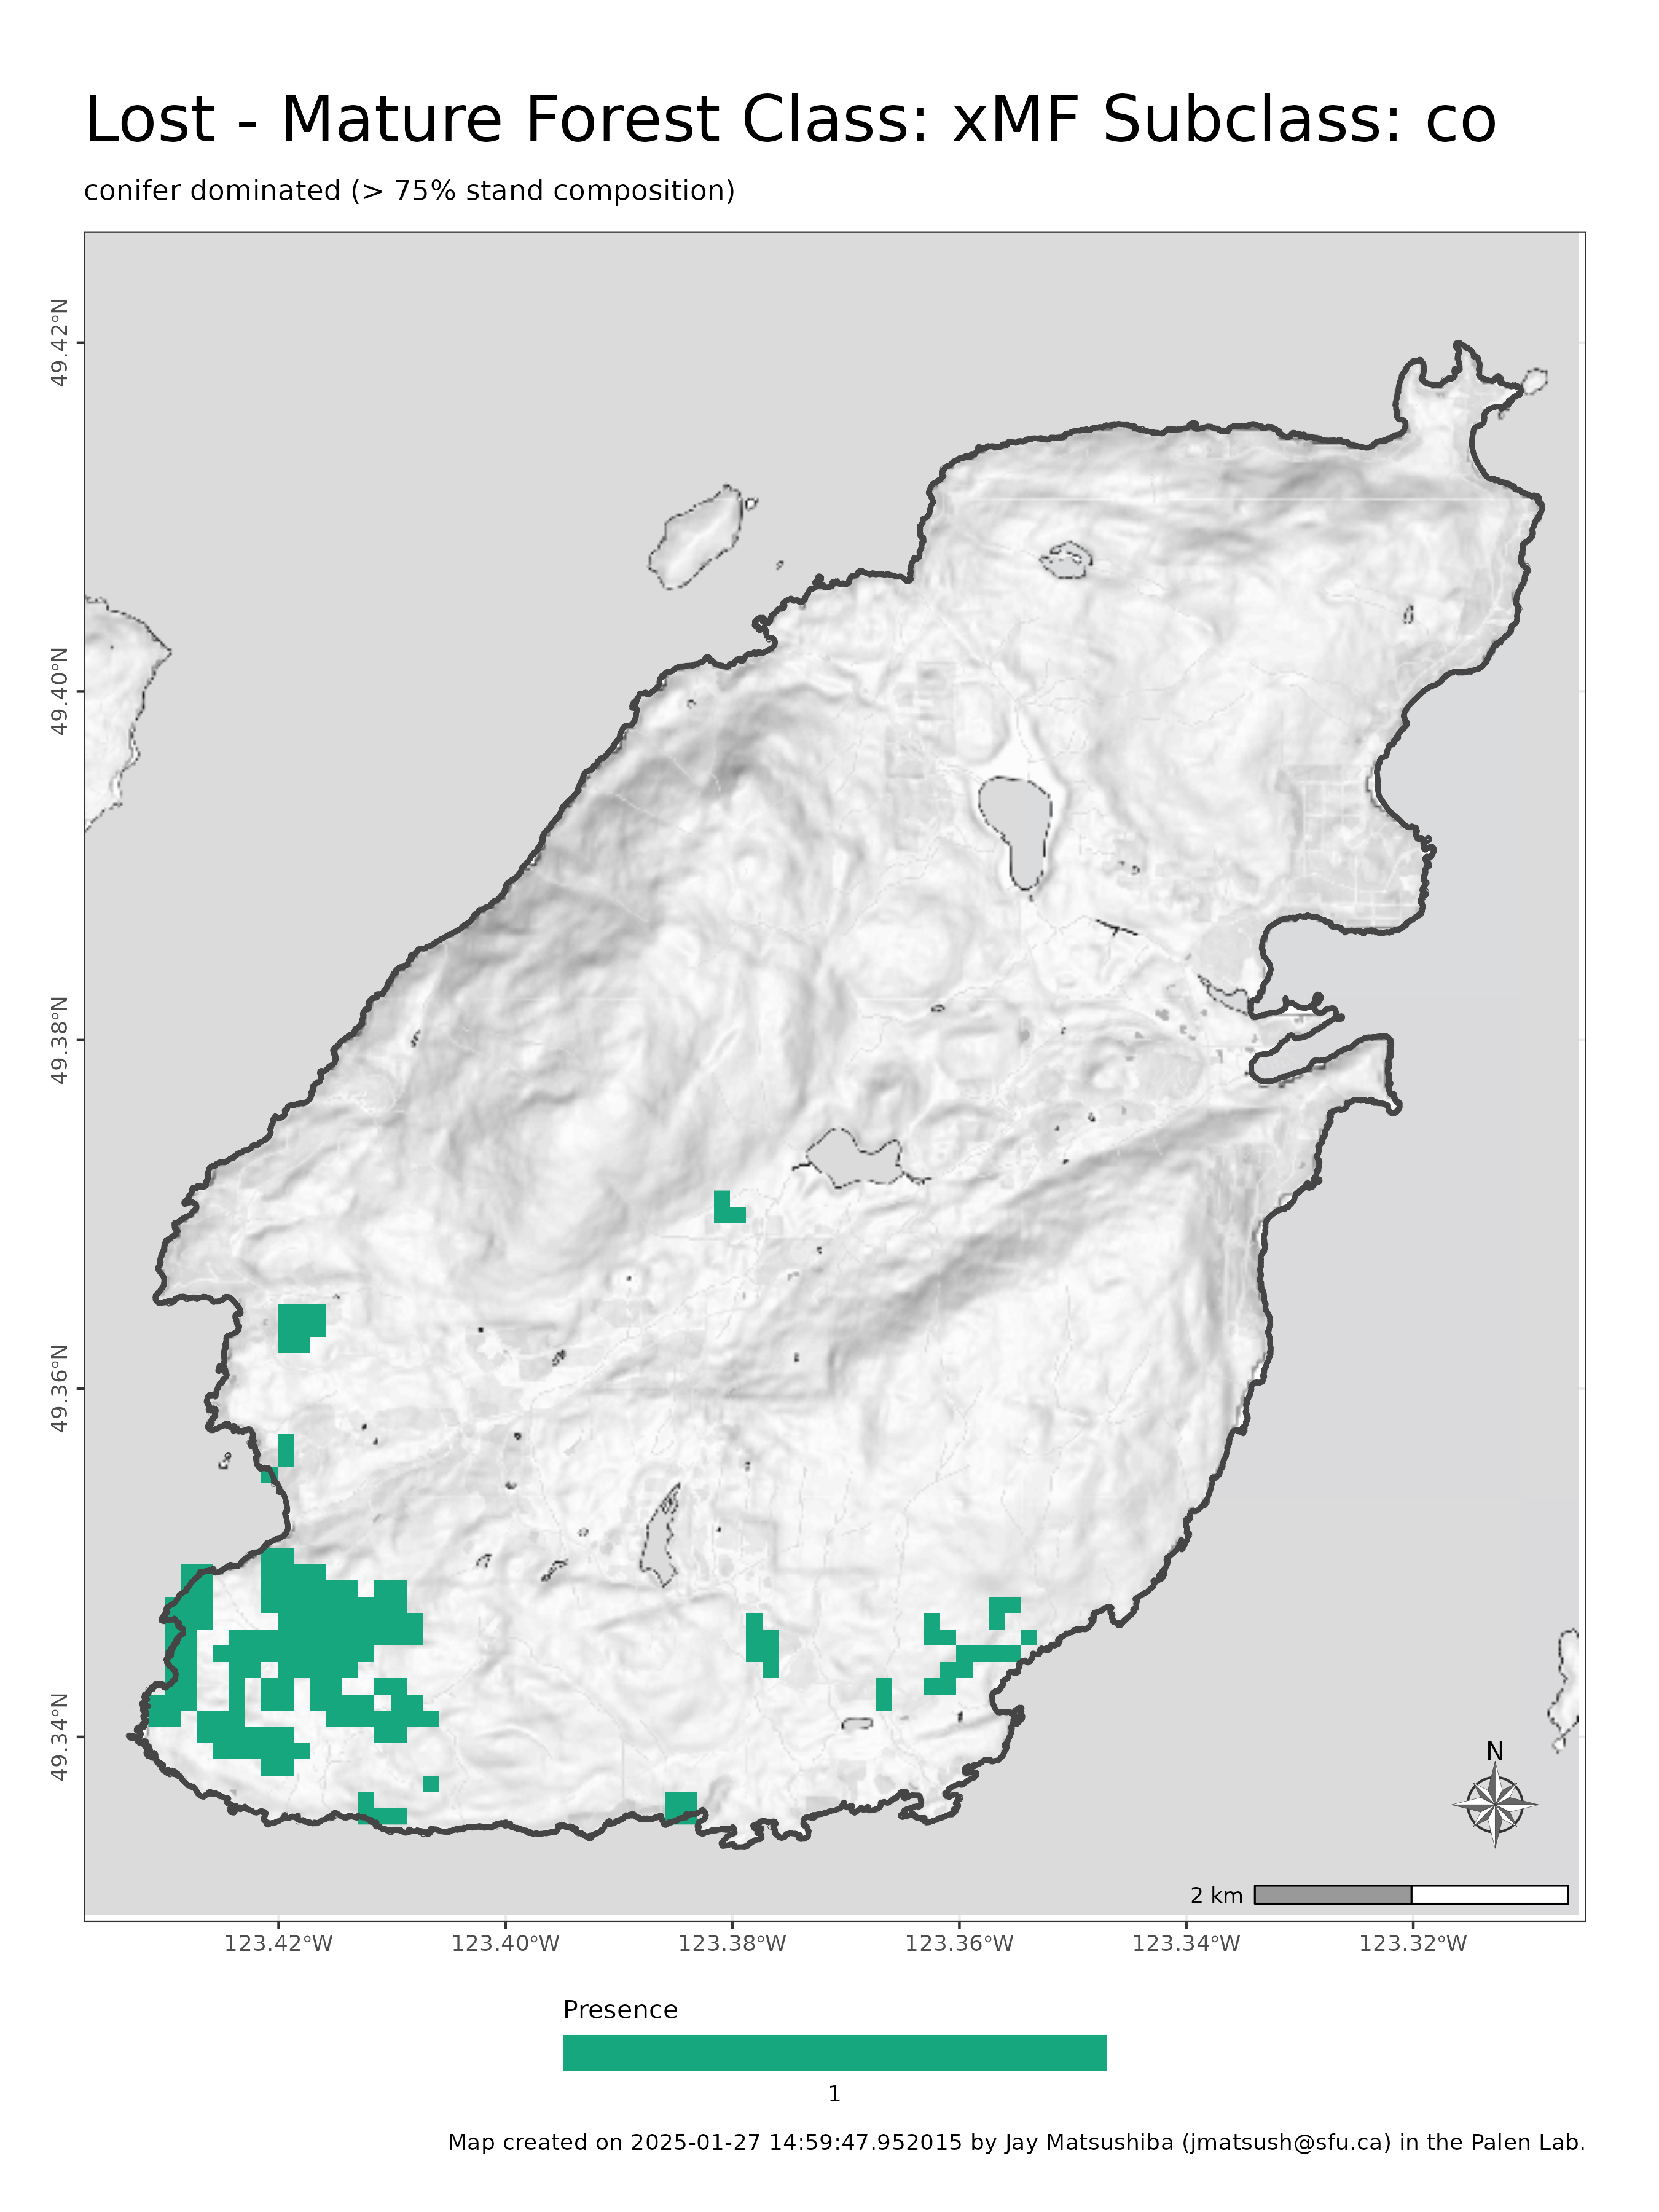 Lost - Mature Forest Class: xMF Subclass: co
conifer dominated (> 75% stand composition)
49.42°N
49.40°N
49.38°N
49.36°N
49.34°N
N
2 km
123.42°W 123.40°W 123.38°W 123.36°W 123.34°W 123.32°W
Presence
1
Map created on 2025-01-27 14:59:47.952015 by Jay Matsushiba (jmatsush@sfu.ca) in the Palen Lab.